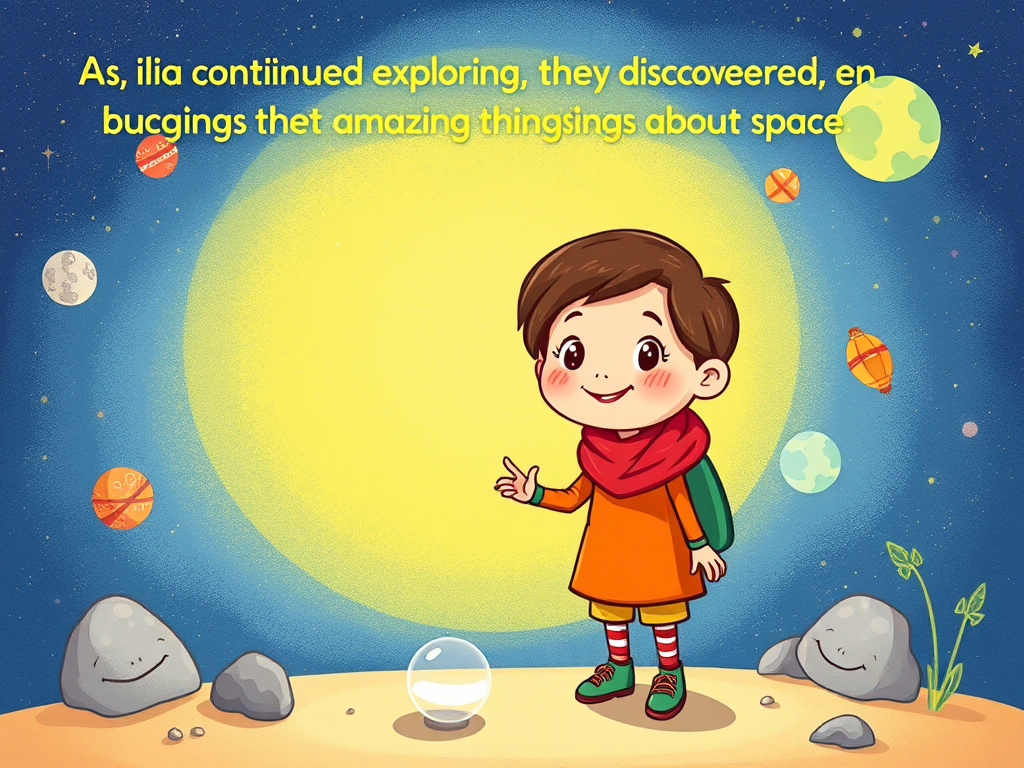 As, ilia contiinued exploring, they disccoveered, en
bucgings thet amazing thingsings about space.